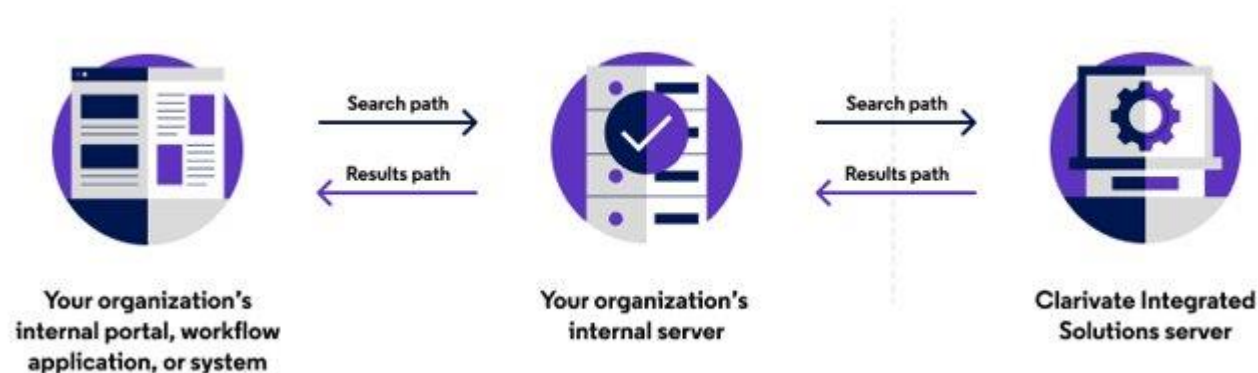 Search path
Results path
Search path
Results path
Your organization's
internal portal, workflow
application, or system
Your organization's
internal server
Clarivate Integrated
Solutions server